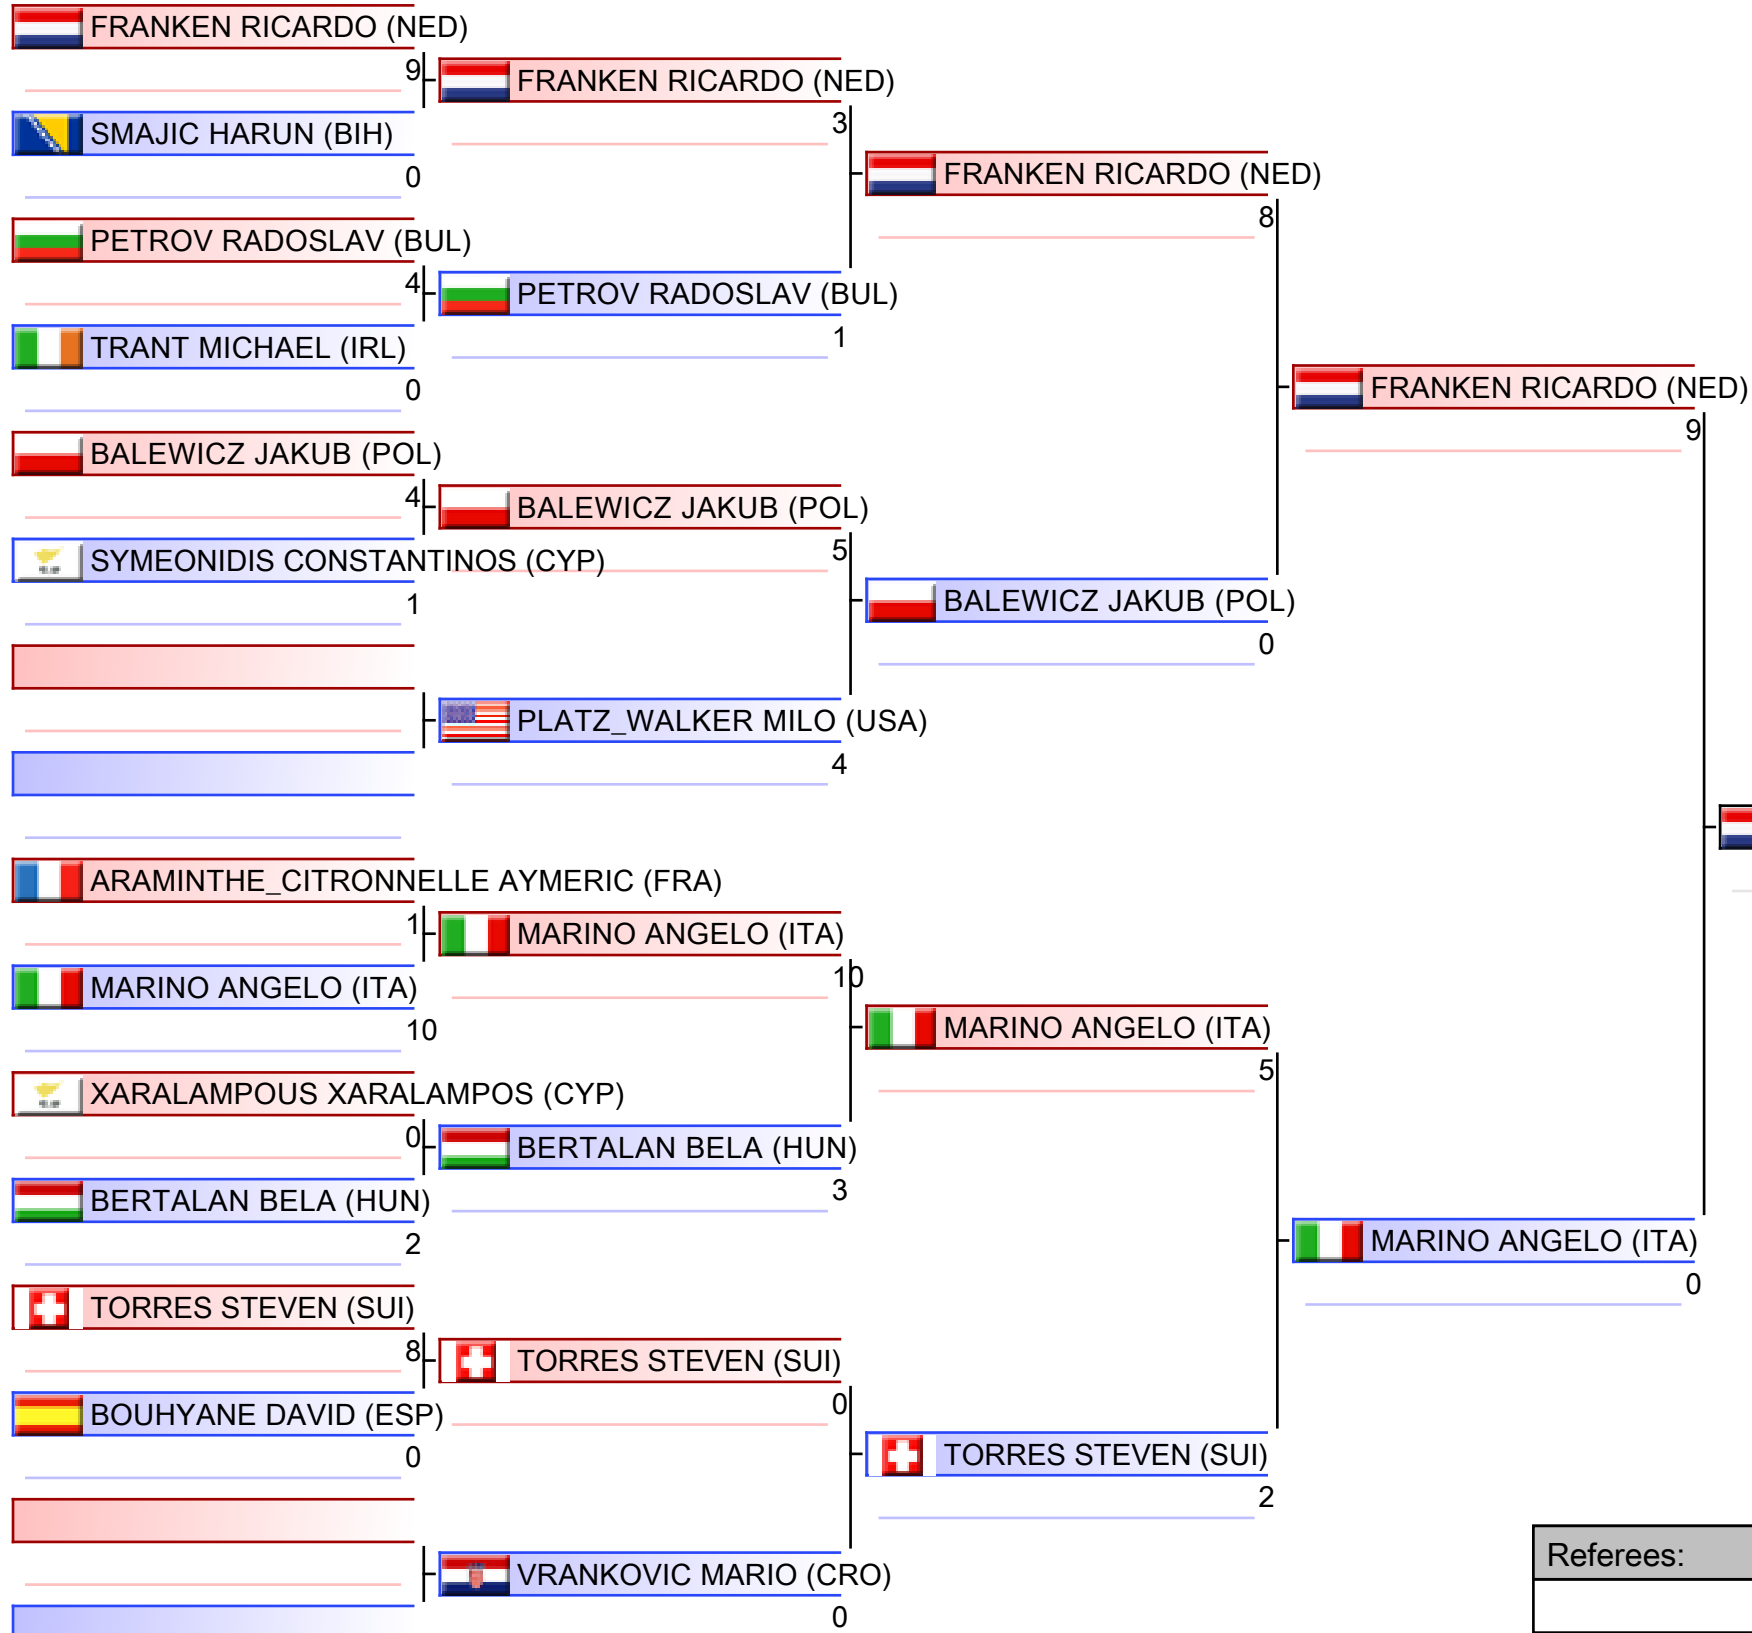 FRANKEN RICARDO (NED)
9
SMAJIC HARUN (BIH)
0
PETROV RADOSLAV (BUL)
4
TRANT MICHAEL (IRL)
0
BALEWICZ JAKUB (POL)
4
SYMEONIDIS CONSTANTINOS (CYP)
1
ARAMINTHE_CITRONNELLE AYMERIC (FRA)
1
MARINO ANGELO (ITA)
10
XARALAMPOUS XARALAMPOS (CYP)
0
BERTALAN BELA (HUN)
2
TORRES STEVEN (SUI)
8
BOUHYANE DAVID (ESP)
0
FRANKEN RICARDO (NED)
3
PETROV RADOSLAV (BUL)
1
BALEWICZ JAKUB (POL)
5
PLATZ_WALKER MILO (USA)
4
MARINO ANGELO (ITA)
10
BERTALAN BELA (HUN)
3
TORRES STEVEN (SUI)
0
VRANKOVIC MARIO (CRO)
0
FRANKEN RICARDO (NED)
8
BALEWICZ JAKUB (POL)
0
MARINO ANGELO (ITA)
5
TORRES STEVEN (SUI)
2
FRANKEN RICARDO (NED)
9
MARINO ANGELO (ITA)
0
Referees: